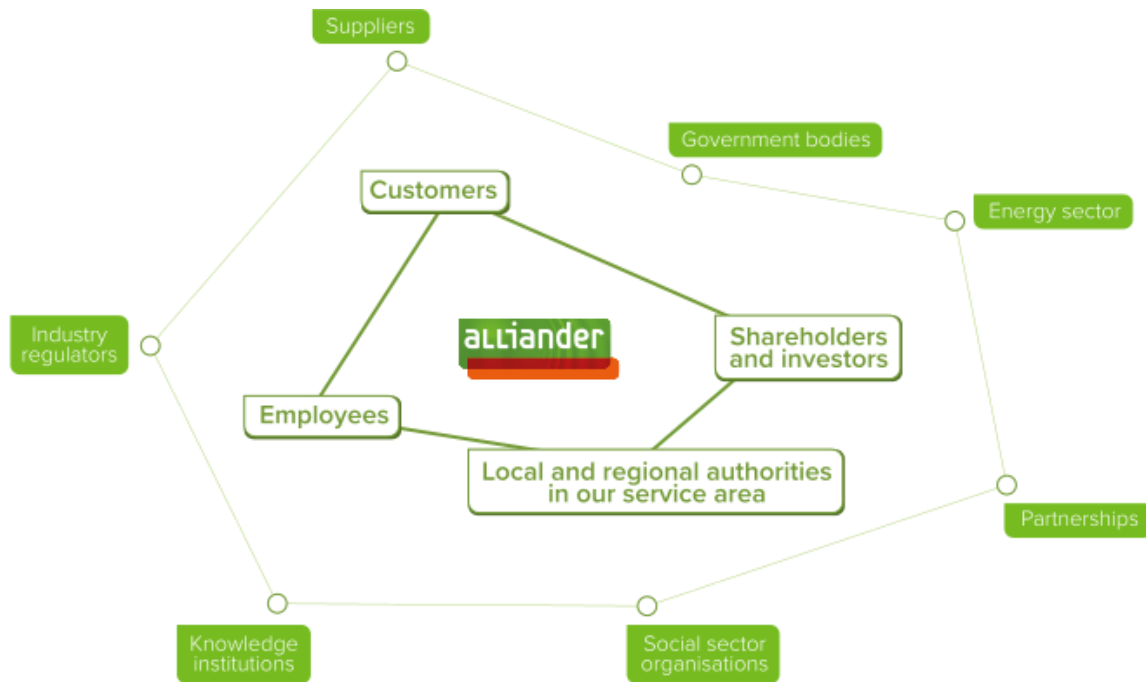 Suppliers
Government bodies
Customers
Energy sector
Industry
regulators
alliander
Shareholders
and investors
Employees
Local and regional authorities
in our service area
Partnerships
Knowledge
institutions
Social sector
organisations